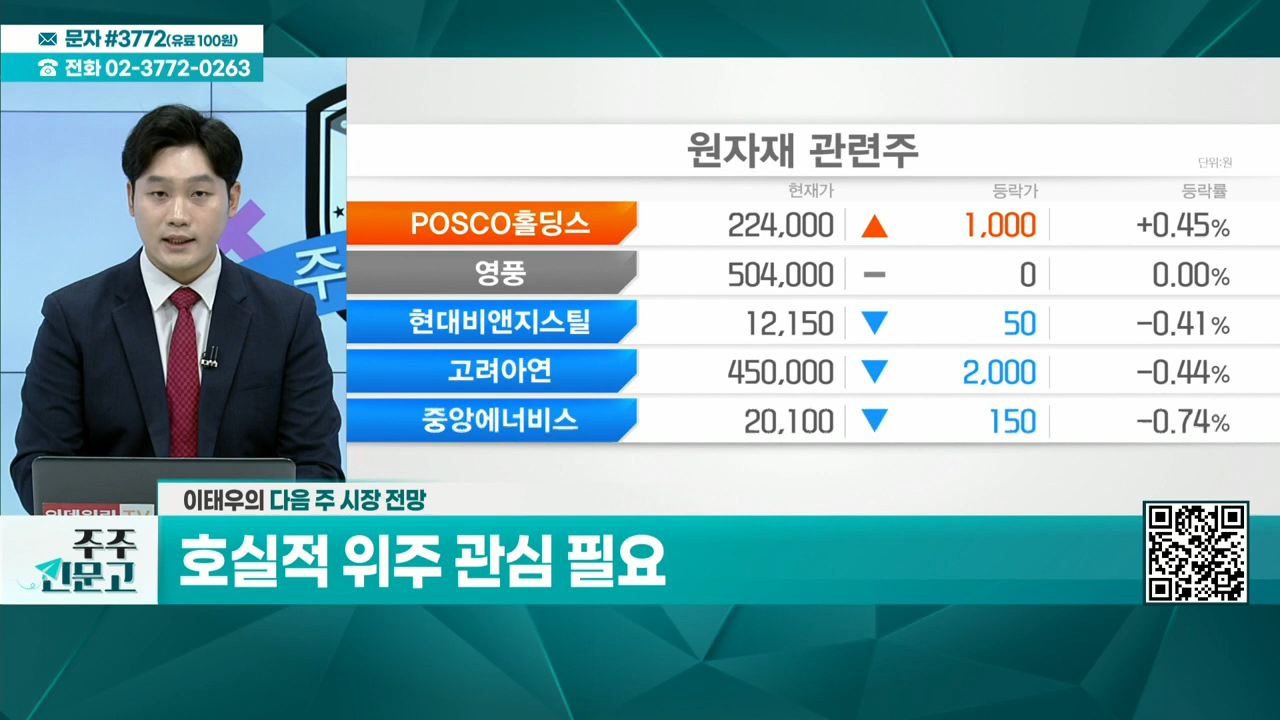 문자 #3772(유료 100원)
전화 02-3772-0263
원자재 관련주
단위:원
현재가 등락가 등락률
POSCO홀딩스 224,000 ▲ 1,000 +0.45%
영풍 504,000 － 0 0.00%
현대비앤지스틸 12,150 ▼ 50 -0.41%
고려아연 450,000 ▼ 2,000 -0.44%
중앙에너비스 20,100 ▼ 150 -0.74%
주
이태우의 다음 주 시장 전망
주주
신문고
호실적 위주 관심 필요